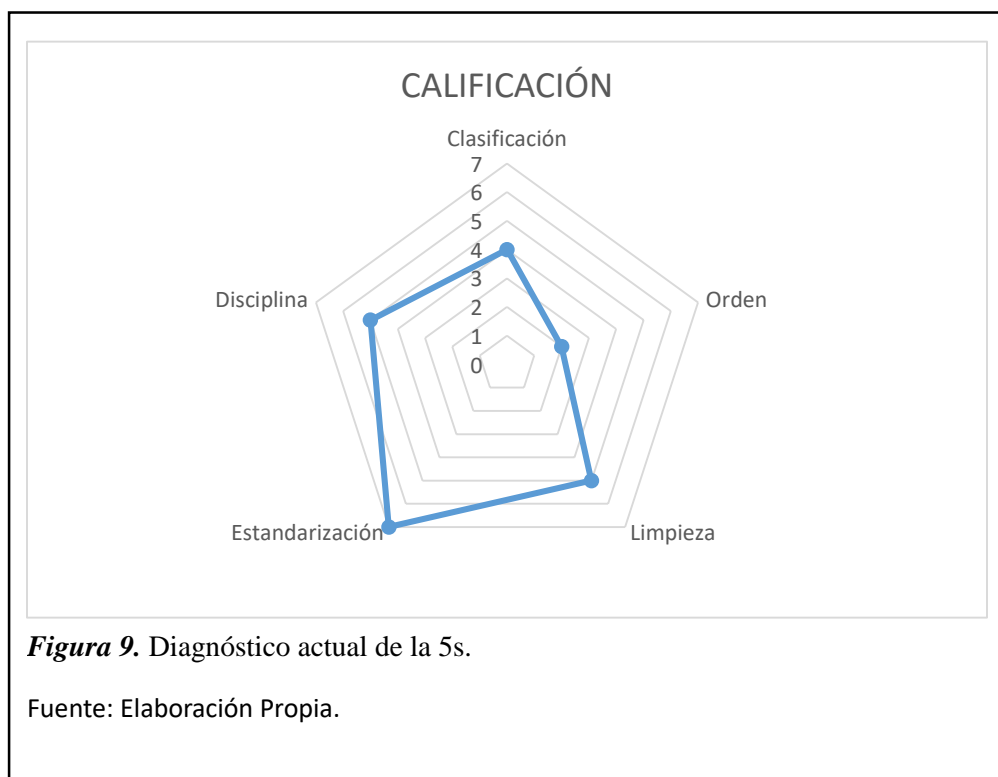 CALIFICACIÓN
Clasificación
7
6
5
4
3
2
1
0
Disciplina
Orden
Estandarización
Limpieza
Figura 9. Diagnóstico actual de la 5s.
Fuente: Elaboración Propia.